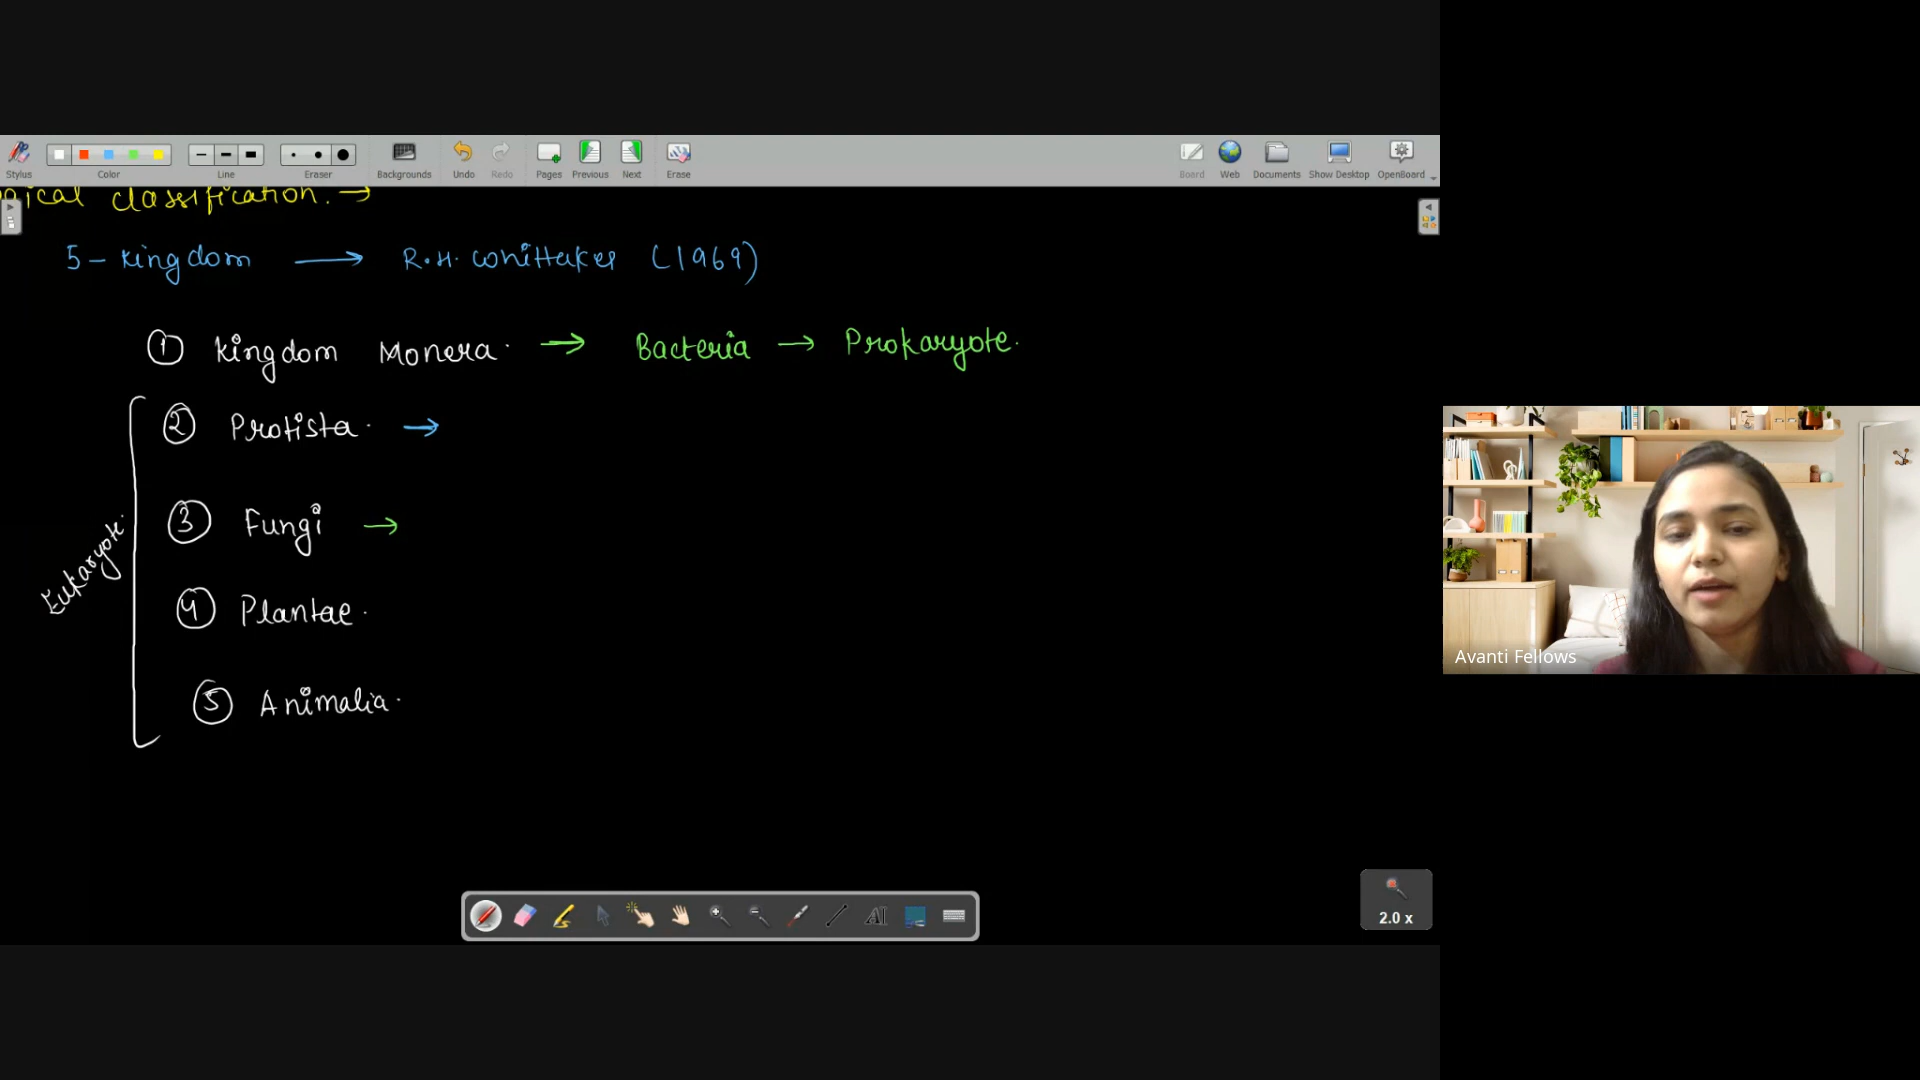 Stylus Color Line Eraser Backgrounds Undo Redo Pages Previous Next Erase Board Web Documents Show Desktop OpenBoard
classification. →
5 - Kingdom → R.H. Whittaker (1969)
① Kingdom Monera. → Bacteria → Prokaryote.
② Protista. →
③ Fungi →
④ Plantae.
⑤ Animalia.
Eukaryote.
Avanti Fellows
2.0 x